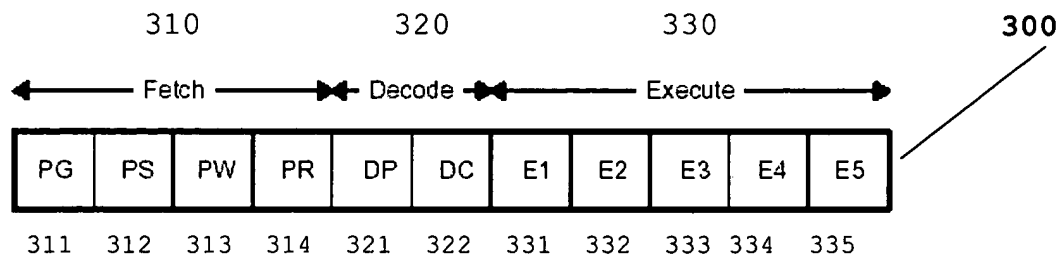 310 320 330 300
Fetch Decode Execute
PG PS PW PR DP DC E1 E2 E3 E4 E5
311 312 313 314 321 322 331 332 333 334 335